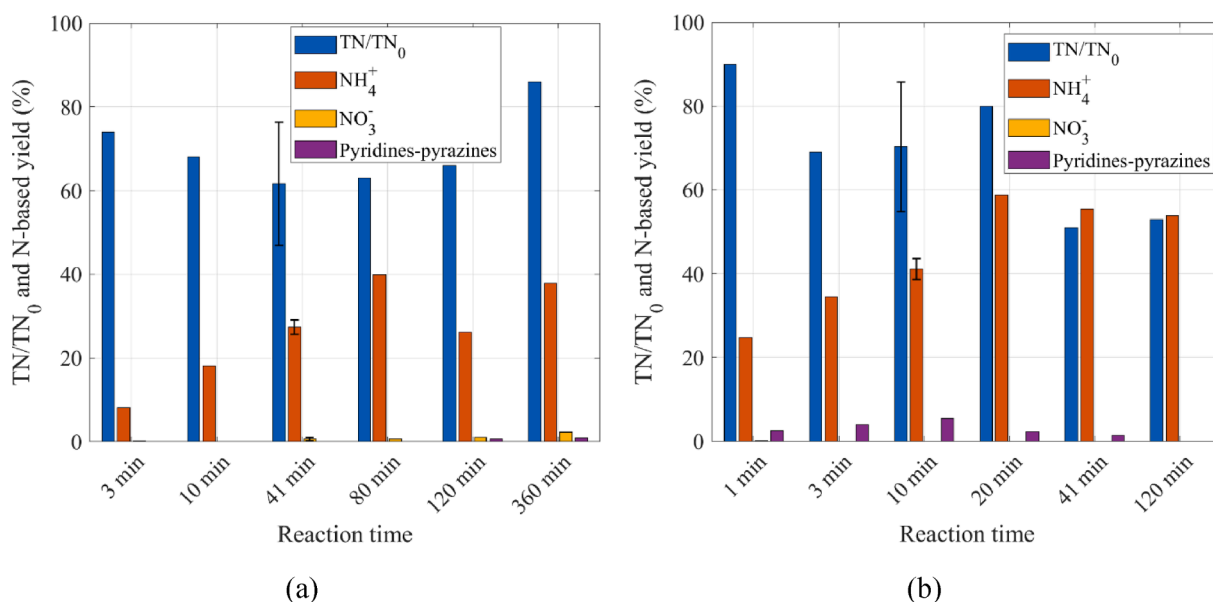 TN/TN0 and N-based yield (%)
100
80
60
40
20
0
TN/TN0
NH4+
NO3-
Pyridines-pyrazines
3 min
10 min
41 min
80 min
120 min
360 min
Reaction time
(a)
TN/TN0 and N-based yield (%)
100
80
60
40
20
0
TN/TN0
NH4+
NO3-
Pyridines-pyrazines
1 min
3 min
10 min
20 min
41 min
120 min
Reaction time
(b)